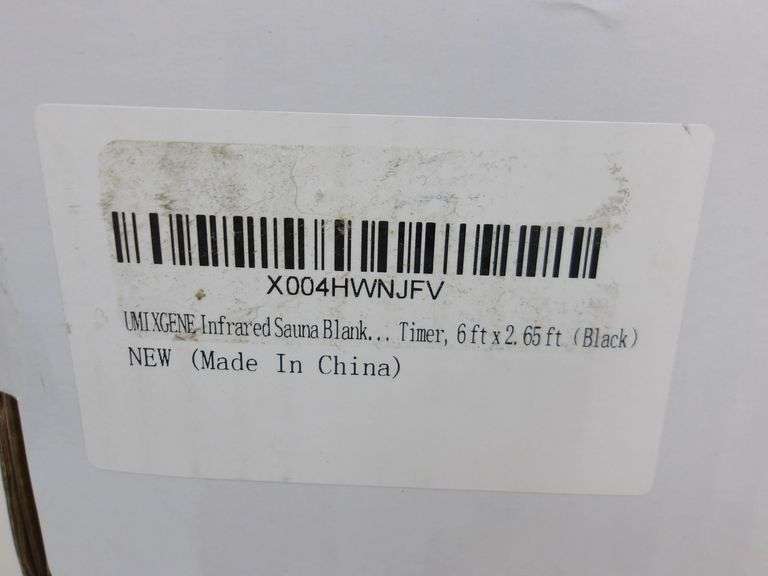 X004HWNJFV
UMIXGENE Infrared Sauna Blank... Timer, 6 ft x 2.65 ft (Black)
NEW (Made In China)